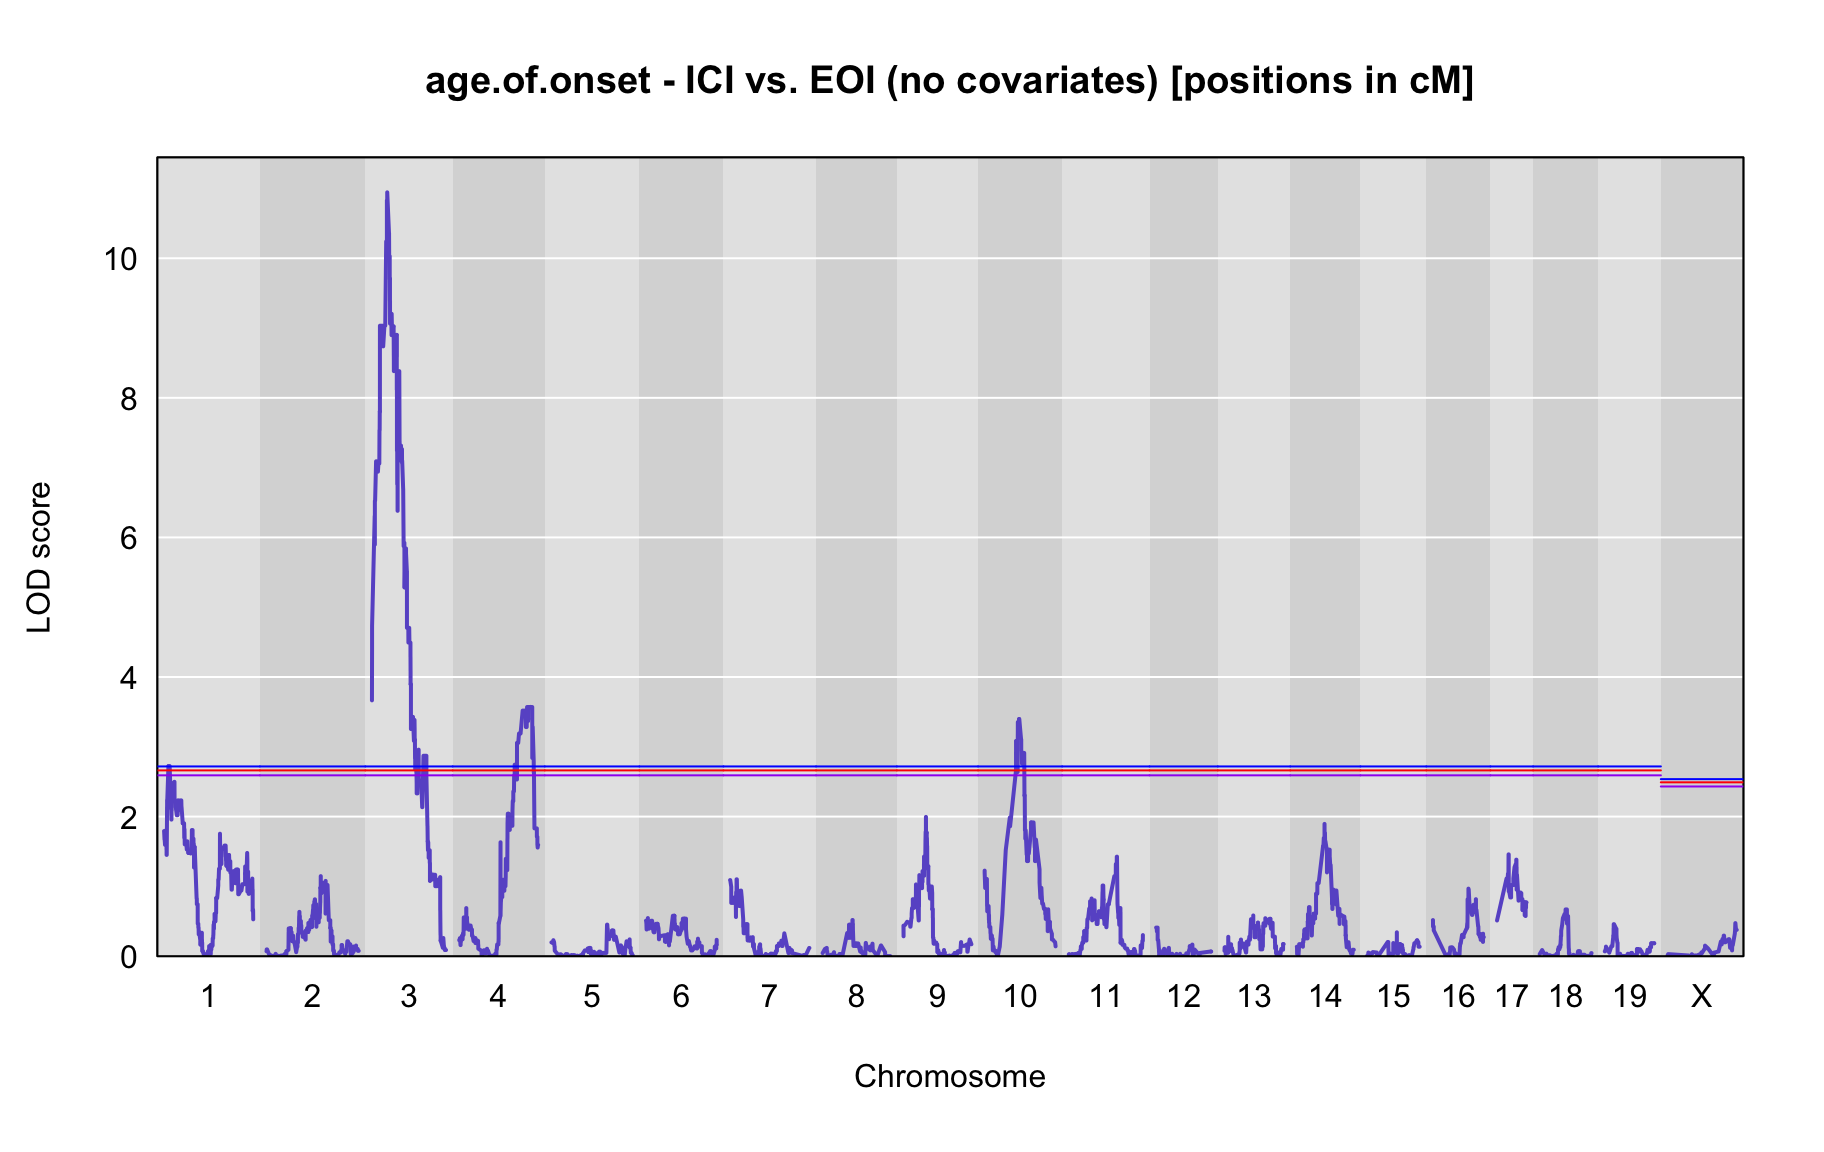 age.of.onset - ICI vs. EOI (no covariates) [positions in cM]
10
8
6
4
2
0
LOD score
1 2 3 4 5 6 7 8 9 10 11 12 13 14 15 16 17 18 19 X
Chromosome